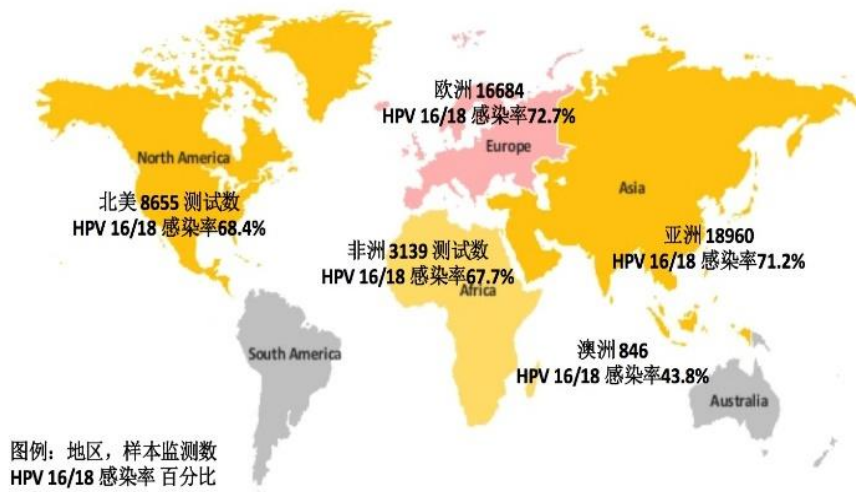 欧洲 16684
HPV 16/18 感染率72.7%
Europe
North America
Asia
北美 8655 测试数
HPV 16/18 感染率68.4%
亚洲 18960
HPV 16/18 感染率71.2%
非洲 3139 测试数
HPV 16/18 感染率67.7%
Africa
South America
澳洲 846
HPV 16/18 感染率43.8%
Australia
图例：地区，样本监测数
HPV 16/18 感染率 百分比